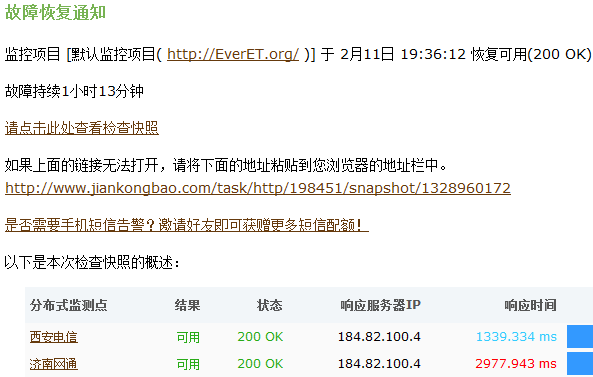 故障恢复通知
监控项目 [默认监控项目( http://EverET.org/ )] 于 2月11日 19:36:12 恢复可用(200 OK)
故障持续1小时13分钟
请点击此处查看检查快照
如果上面的链接无法打开，请将下面的地址粘贴到您浏览器的地址栏中。
http://www.jiankongbao.com/task/http/198451/snapshot/1328960172
是否需要手机短信告警？邀请好友即可获赠更多短信配额！
以下是本次检查快照的概述：
分布式监测点 结果 状态 响应服务器IP 响应时间
西安电信 可用 200 OK 184.82.100.4 1339.334 ms
济南网通 可用 200 OK 184.82.100.4 2977.943 ms